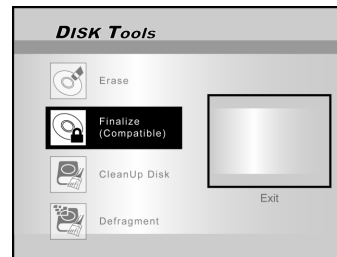 DISK Tools
Erase
Finalize
(Compatible)
CleanUp Disk
Exit
Defragment